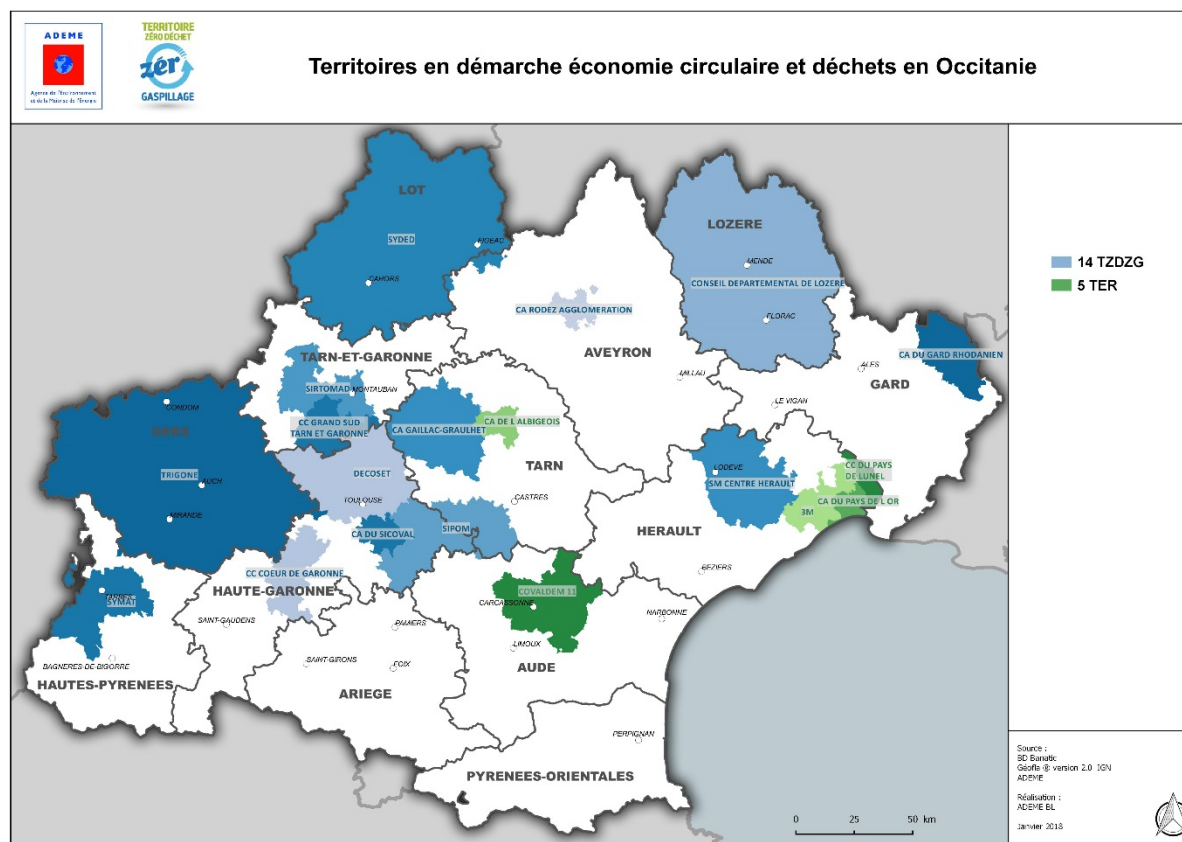 ADEME
Agence de l'Environnement
et de la Maîtrise de l'Energie
TERRITOIRE
ZÉRO DÉCHET
zéro
GASPILLAGE
Territoires en démarche économie circulaire et déchets en Occitanie
LOT
SYDED
FIGEAC
CAHORS
LOZERE
MENDE
CONSEIL DEPARTEMENTAL DE LOZERE
FLORAC
CA RODEZ AGGLOMERATION
AVEYRON
MILLAU
CA DU GARD RHODANIEN
ALES
GARD
LE VIGAN
TARN-ET-GARONNE
SIRTOMAD
MONTAUBAN
CC GRAND SUD
TARN ET GARONNE
CA GAILLAC-GRAULHET
CA DE L'ALBIGEOIS
TARN
CONDOM
GERS
TRIGONE
AUCH
MIRANDE
DECOSET
TOULOUSE
CASTRES
CA DU SICOVAL
SIPOM
LODEVE
SM CENTRE HERAULT
CC DU PAYS
DE LUNEL
CA DU PAYS DE L'OR
3M
HERAULT
BEZIERS
CC COEUR DE GARONNE
HAUTE-GARONNE
TARBES
SYMAT
SAINT-GAUDENS
COVALDEM 11
CARCASSONNE
NARBONNE
PAMIERS
LIMOUX
BAGNERES-DE-BIGORRE
SAINT-GIRONS
FOIX
AUDE
HAUTES-PYRENEES
ARIEGE
PERPIGNAN
PYRENEES-ORIENTALES
14 TZDZG
5 TER
0 25 50 km
Source :
BD Banatic
Géofla ® version 2.0 IGN
ADEME
Réalisation :
ADEME BL
Janvier 2018